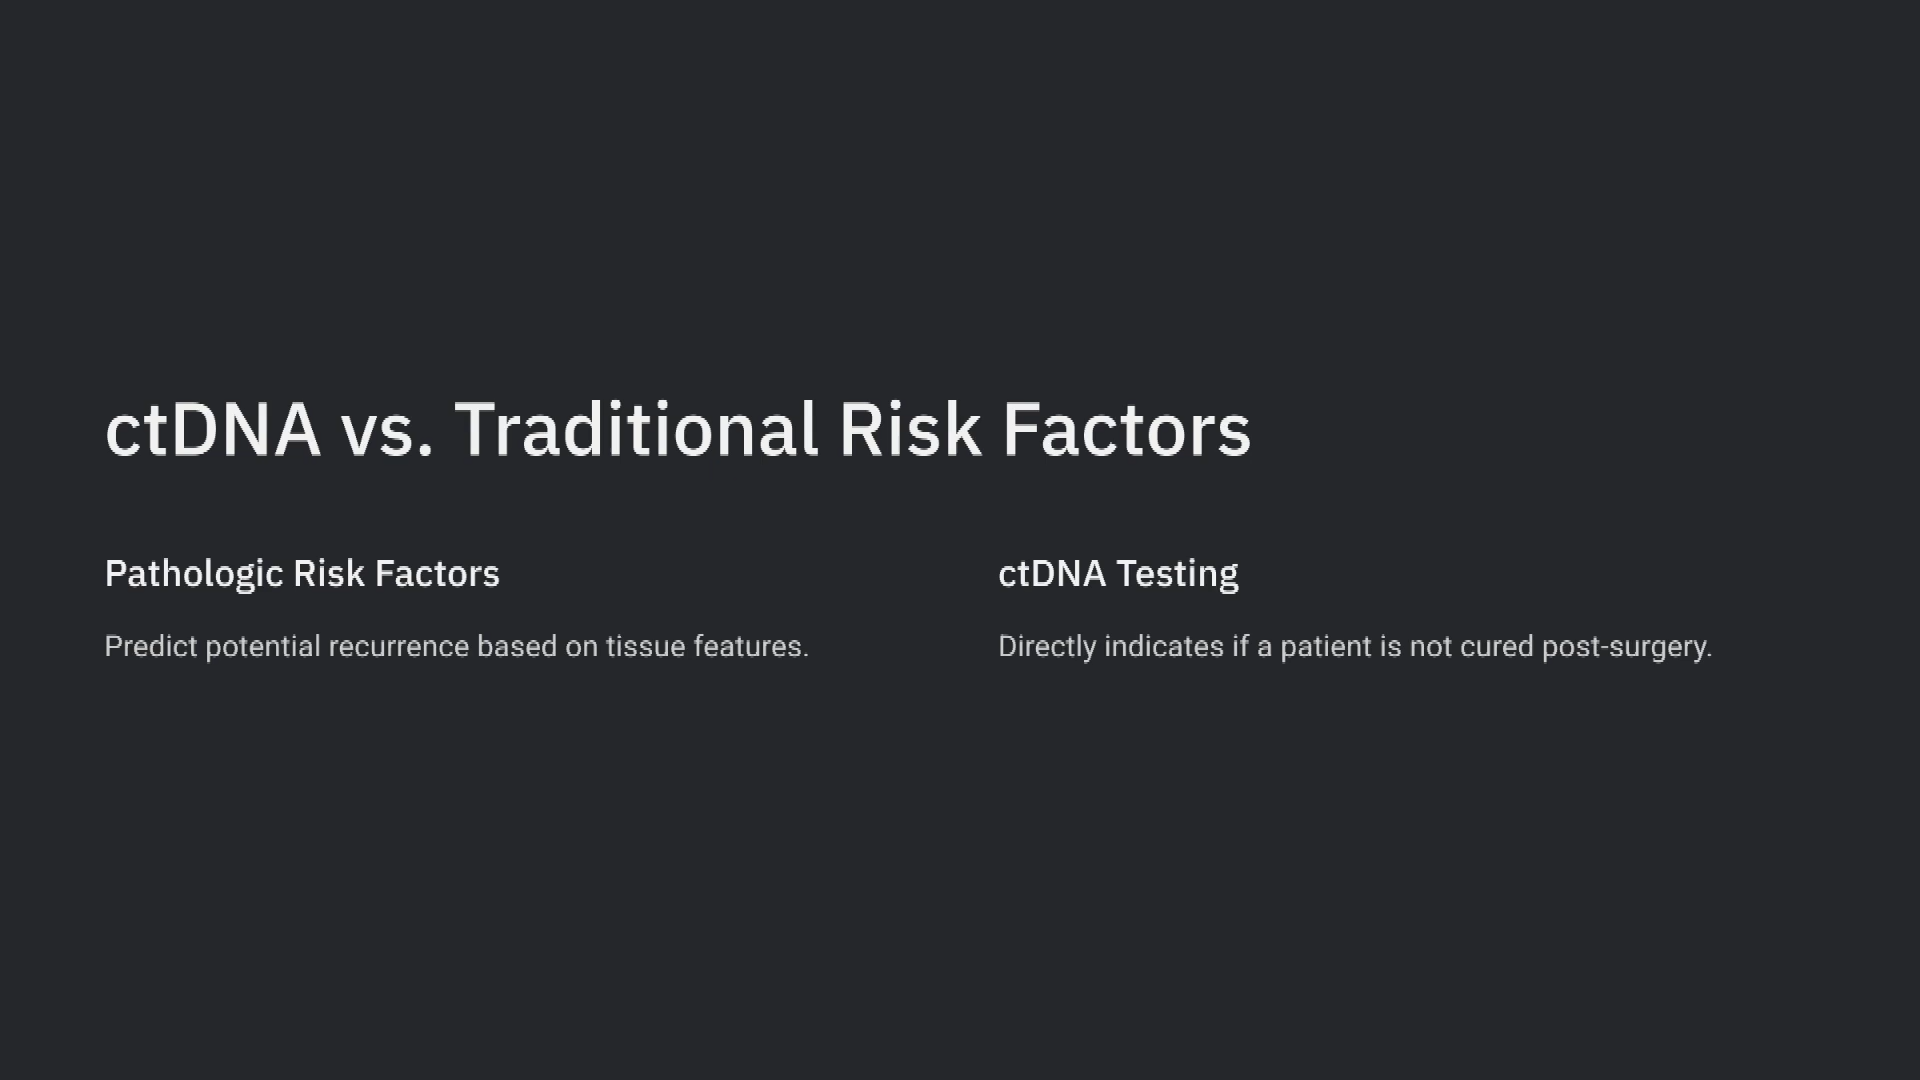 ctDNA vs. Traditional Risk Factors
Pathologic Risk Factors
Predict potential recurrence based on tissue features.
ctDNA Testing
Directly indicates if a patient is not cured post-surgery.